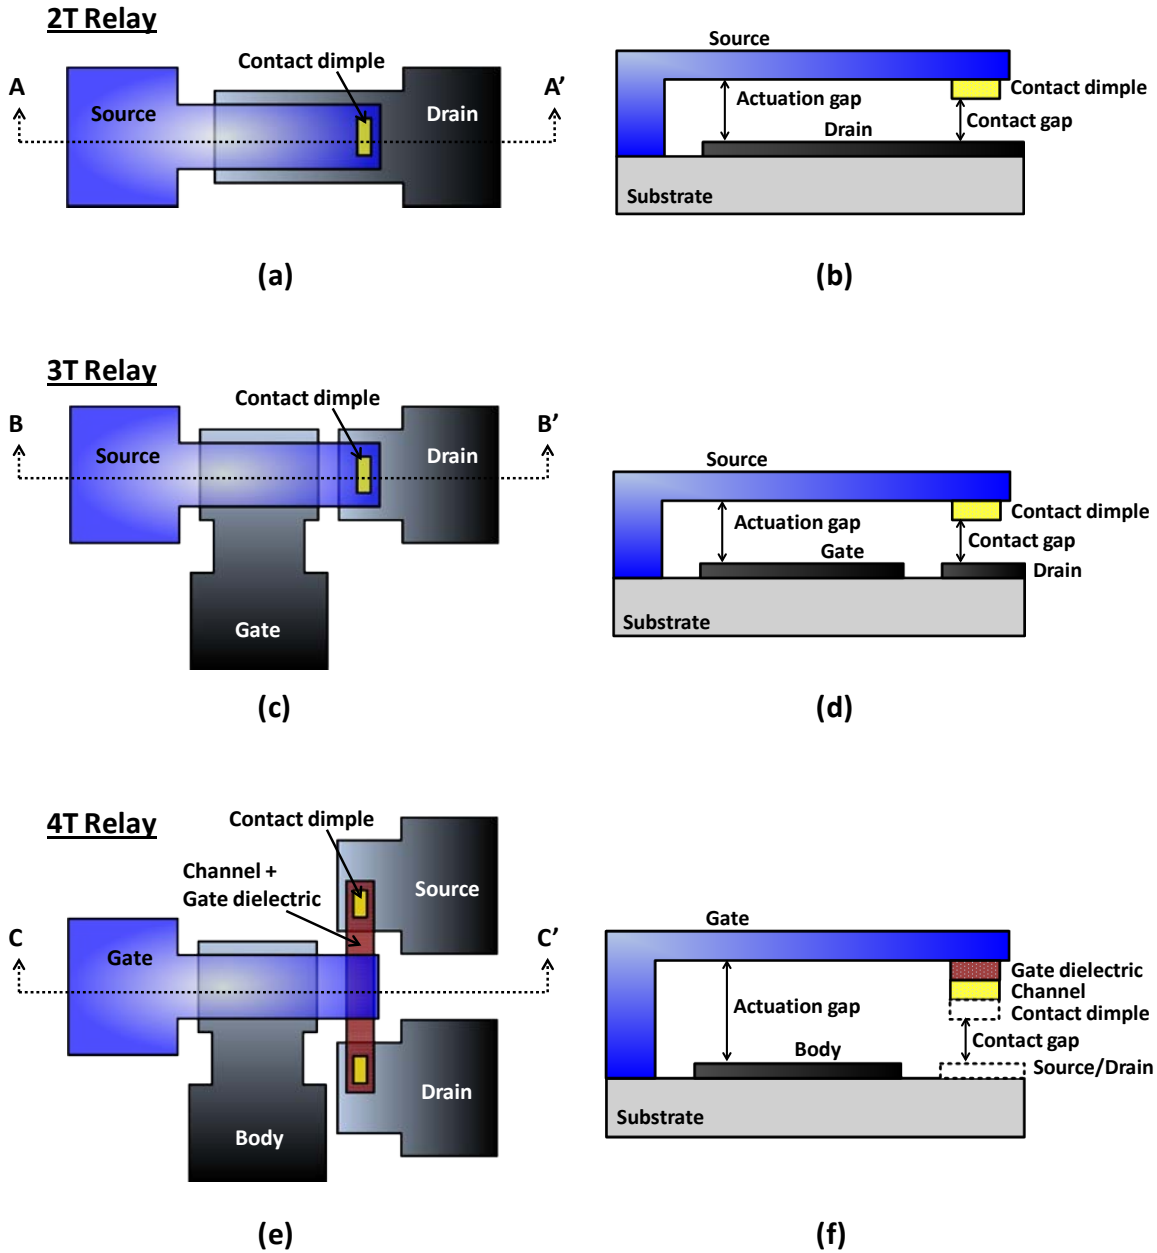 2T Relay
Contact dimple
A
A’
Source
Drain
(a)
Source
Contact dimple
Actuation gap
Contact gap
Drain
Substrate
(b)
3T Relay
Contact dimple
B
B’
Source
Drain
Gate
(c)
Source
Contact dimple
Actuation gap
Contact gap
Gate
Drain
Substrate
(d)
4T Relay
Contact dimple
Channel +
Gate dielectric
Source
C
C’
Gate
Drain
Body
(e)
Gate
Gate dielectric
Channel
Contact dimple
Actuation gap
Contact gap
Body
Source/Drain
Substrate
(f)